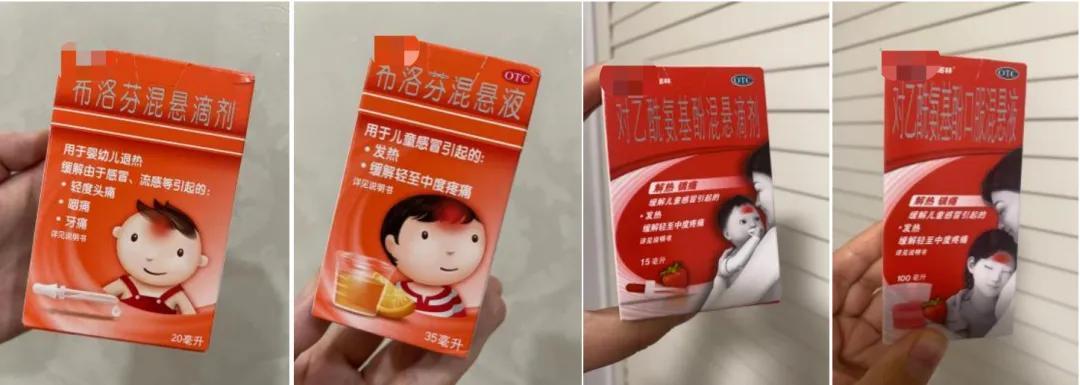 布洛芬混悬滴剂
用于婴幼儿退热
缓解由于感冒、流感等引起的:
• 轻度头痛
• 咽痛
• 牙痛
详见说明书
20毫升
OTC
布洛芬混悬液
用于儿童感冒引起的:
• 发热
• 缓解轻至中度疼痛
详见说明书
35毫升
OTC
对乙酰氨基酚混悬滴剂
解热 镇痛
缓解儿童感冒引起的
• 发热
缓解轻至中度疼痛
详见说明书
15毫升
OTC
对乙酰氨基酚口服混悬液
解热 镇痛
缓解儿童感冒引起的
• 发热
缓解轻至中度疼痛
详见说明书
100毫升